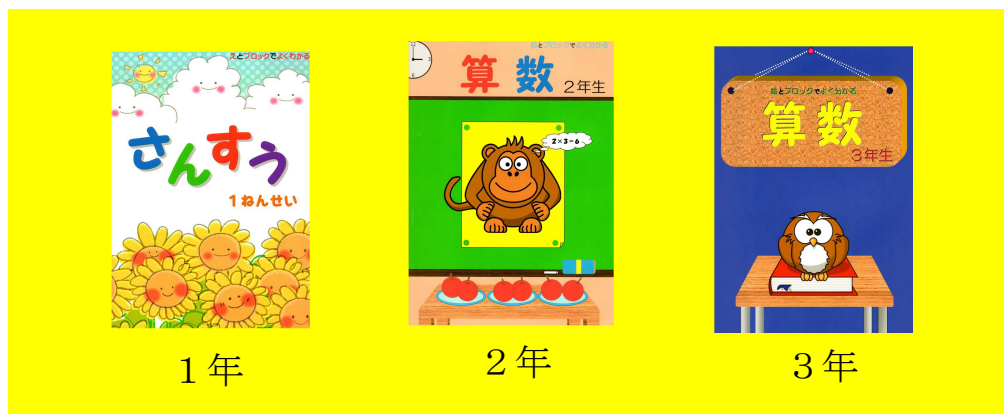 えとブロックでよくわかる
さんすう
1ねんせい
絵とブロックでよく分かる
算数 2年生
2×3=6
絵とブロックでよく分かる
算数
3年生
１年
２年
３年